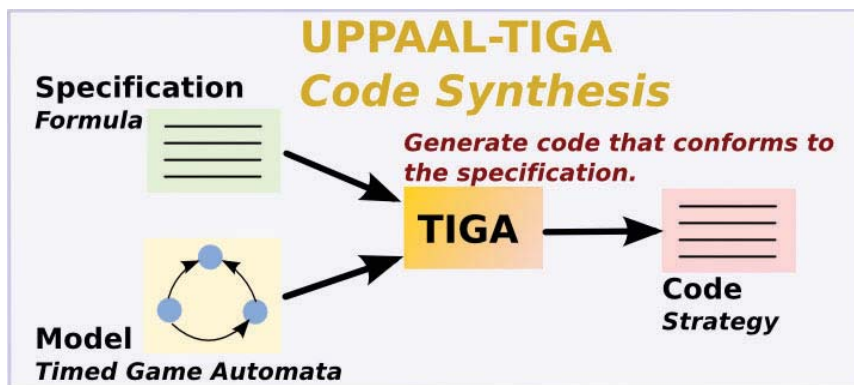 UPPAAL-TIGA
Code Synthesis
Specification
Formula
Generate code that conforms to
the specification.
TIGA
Model
Timed Game Automata
Code
Strategy